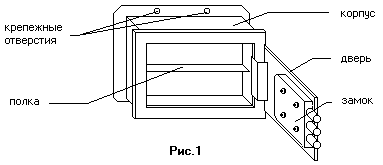 крепежные
отверстия
корпус
дверь
полка
замок
Рис.1